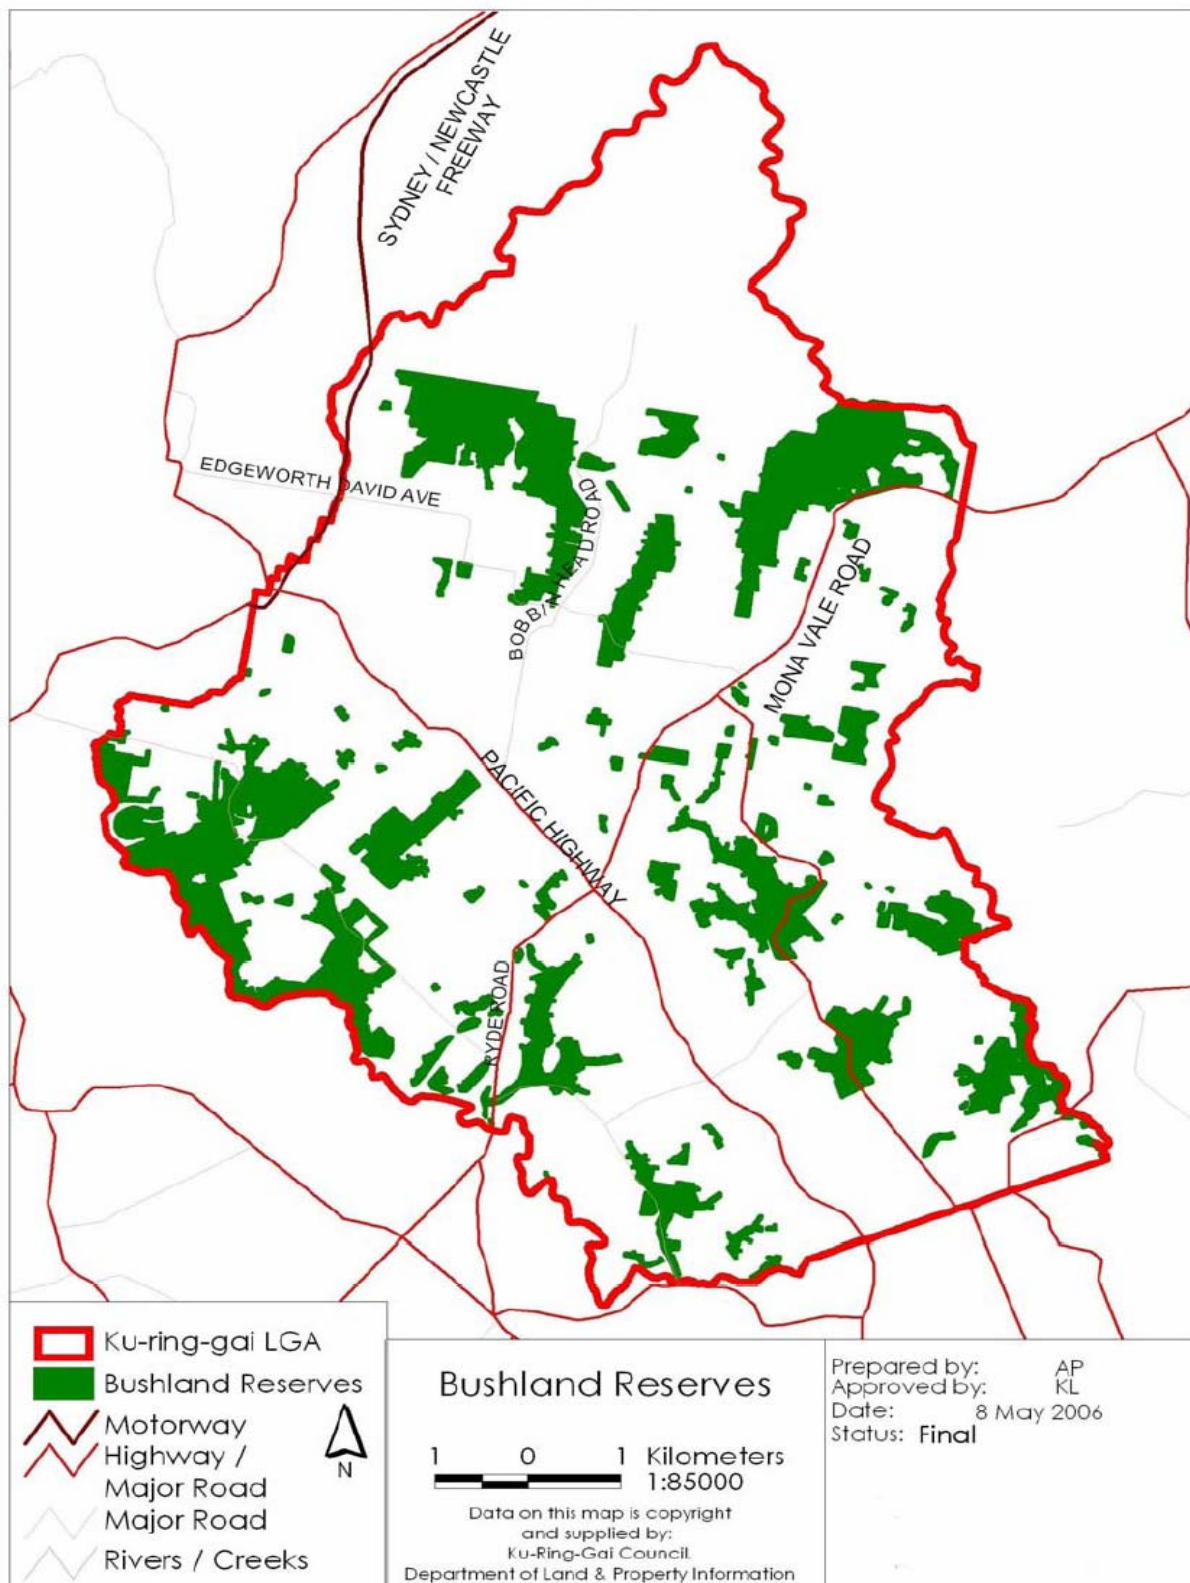 SYDNEY / NEWCASTLE
FREEWAY
EDGEWORTH DAVID AVE
BOBBIN HEAD ROAD
MONA VALE ROAD
PACIFIC HIGHWAY
RYDE ROAD
Ku-ring-gai LGA
Bushland Reserves
Motorway
Highway /
Major Road
Major Road
Rivers / Creeks
N
Bushland Reserves
1 0 1 Kilometers
1:85000
Data on this map is copyright
and supplied by:
Ku-Ring-Gai Council.
Department of Land & Property Information
Prepared by: AP
Approved by: KL
Date: 8 May 2006
Status: Final